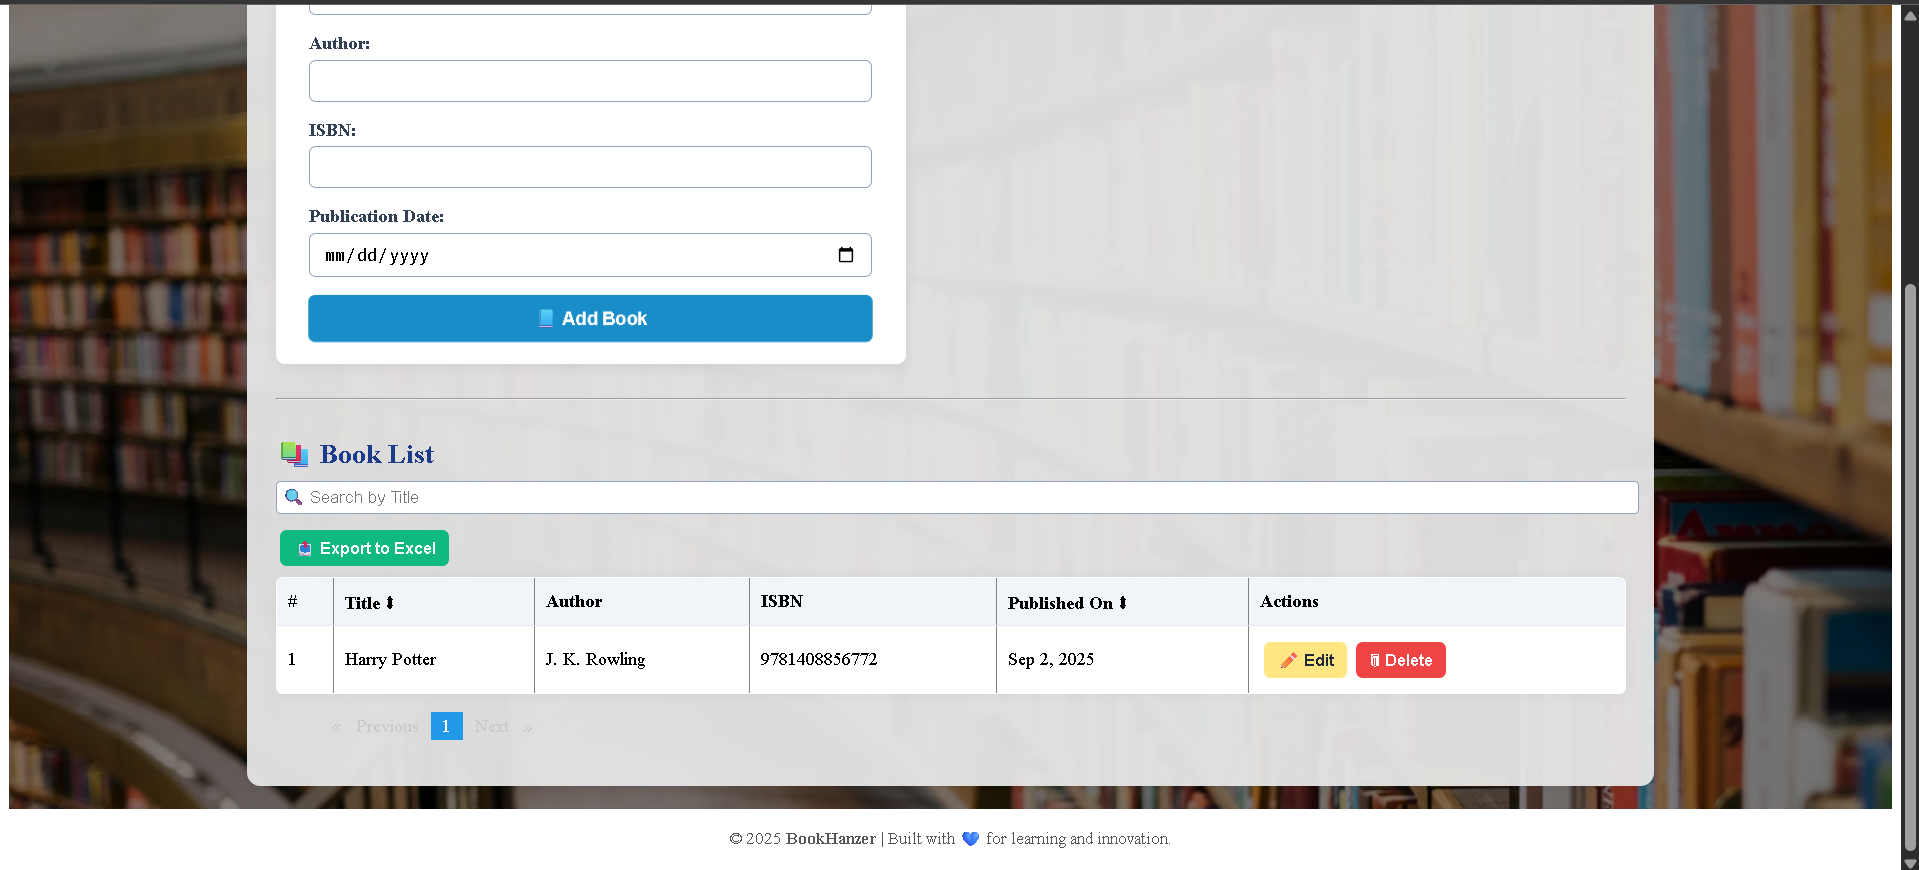 Author:
ISBN:
Publication Date:
mm/dd/yyyy
Add Book
Book List
Search by Title
Export to Excel
# Title Author ISBN Published On Actions
1 Harry Potter J. K. Rowling 9781408856772 Sep 2, 2025 Edit Delete
« Previous 1 Next »
© 2025 BookHanzer | Built with 💙 for learning and innovation.